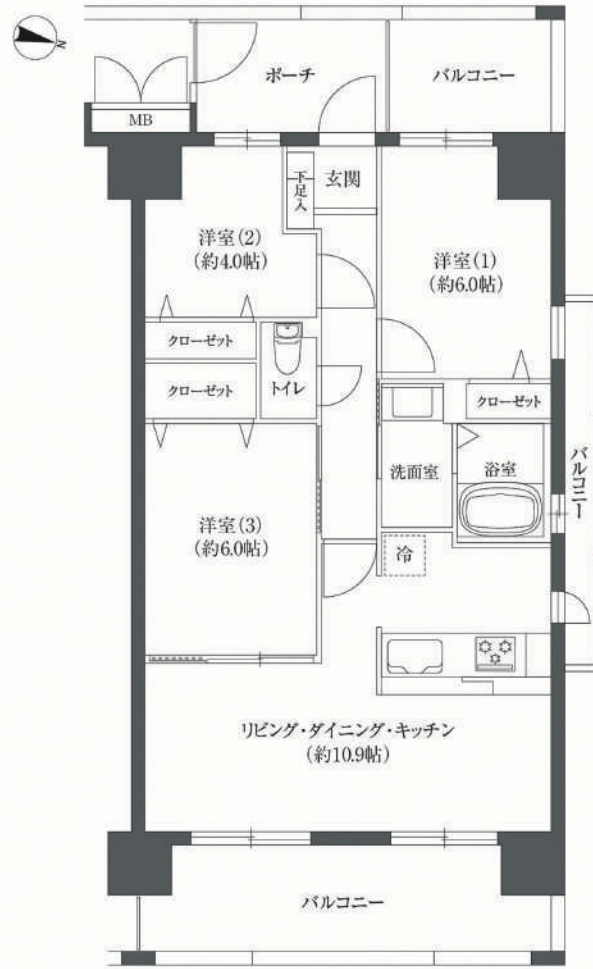 N
ポーチ
バルコニー
MB
下足入
玄関
洋室(2)
(約4.0帖)
洋室(1)
(約6.0帖)
クローゼット
クローゼット
トイレ
クローゼット
洗面室
浴室
バルコニー
洋室(3)
(約6.0帖)
冷
リビング・ダイニング・キッチン
(約10.9帖)
バルコニー